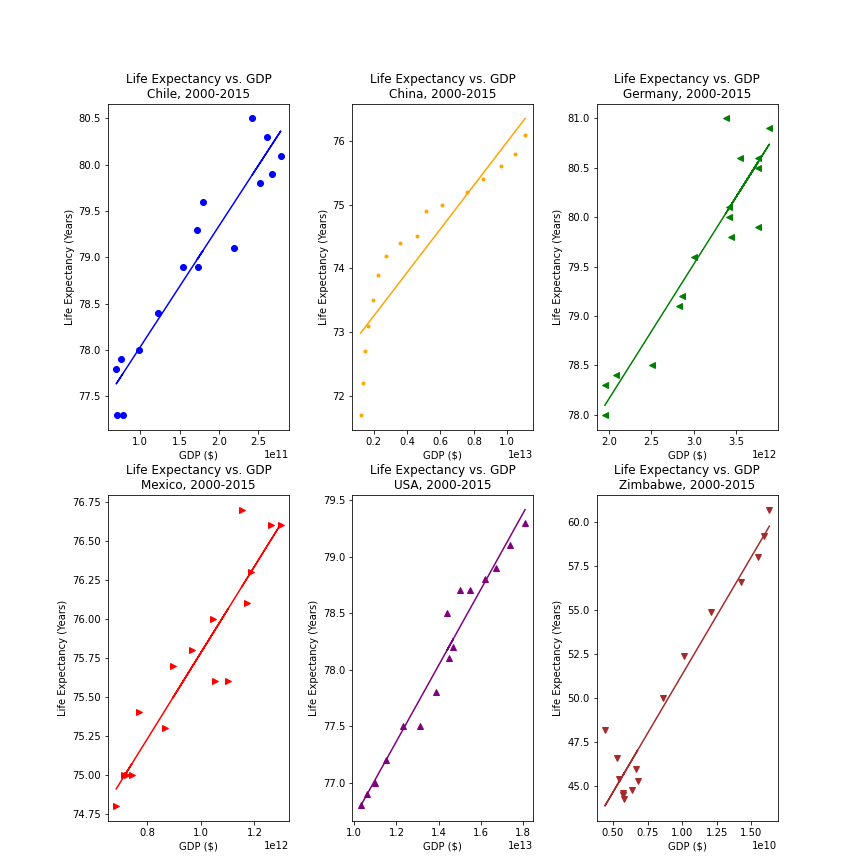 Life Expectancy vs. GDP
Chile, 2000-2015
Life Expectancy vs. GDP
China, 2000-2015
Life Expectancy vs. GDP
Germany, 2000-2015
Life Expectancy (Years)
80.5
80.0
79.5
79.0
78.5
78.0
77.5
1.0
1.5
2.0
2.5
1e11
GDP ($)
Life Expectancy (Years)
76
75
74
73
72
0.2
0.4
0.6
0.8
1.0
1e13
GDP ($)
Life Expectancy (Years)
81.0
80.5
80.0
79.5
79.0
78.5
78.0
2.0
2.5
3.0
3.5
1e12
GDP ($)
Life Expectancy vs. GDP
Mexico, 2000-2015
Life Expectancy vs. GDP
USA, 2000-2015
Life Expectancy vs. GDP
Zimbabwe, 2000-2015
Life Expectancy (Years)
76.75
76.50
76.25
76.00
75.75
75.50
75.25
75.00
74.75
0.8
1.0
1.2
1e12
GDP ($)
Life Expectancy (Years)
79.5
79.0
78.5
78.0
77.5
77.0
1.0
1.2
1.4
1.6
1.8
1e13
GDP ($)
Life Expectancy (Years)
60.0
57.5
55.0
52.5
50.0
47.5
45.0
0.50
0.75
1.00
1.25
1.50
1e10
GDP ($)